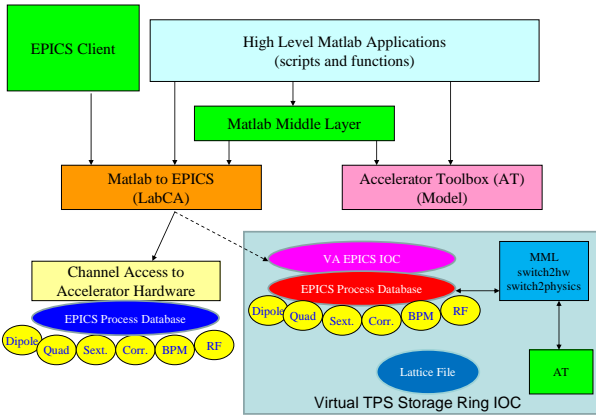 EPICS Client
High Level Matlab Applications
(scripts and functions)
Matlab Middle Layer
Matlab to EPICS
(LabCA)
Accelerator Toolbox (AT)
(Model)
Channel Access to
Accelerator Hardware
EPICS Process Database
Dipole
Quad
Sext.
Corr.
BPM
RF
VA EPICS IOC
EPICS Process Database
Dipole
Quad
Sext.
Corr.
BPM
RF
MML
switch2hw
switch2physics
Lattice File
AT
Virtual TPS Storage Ring IOC